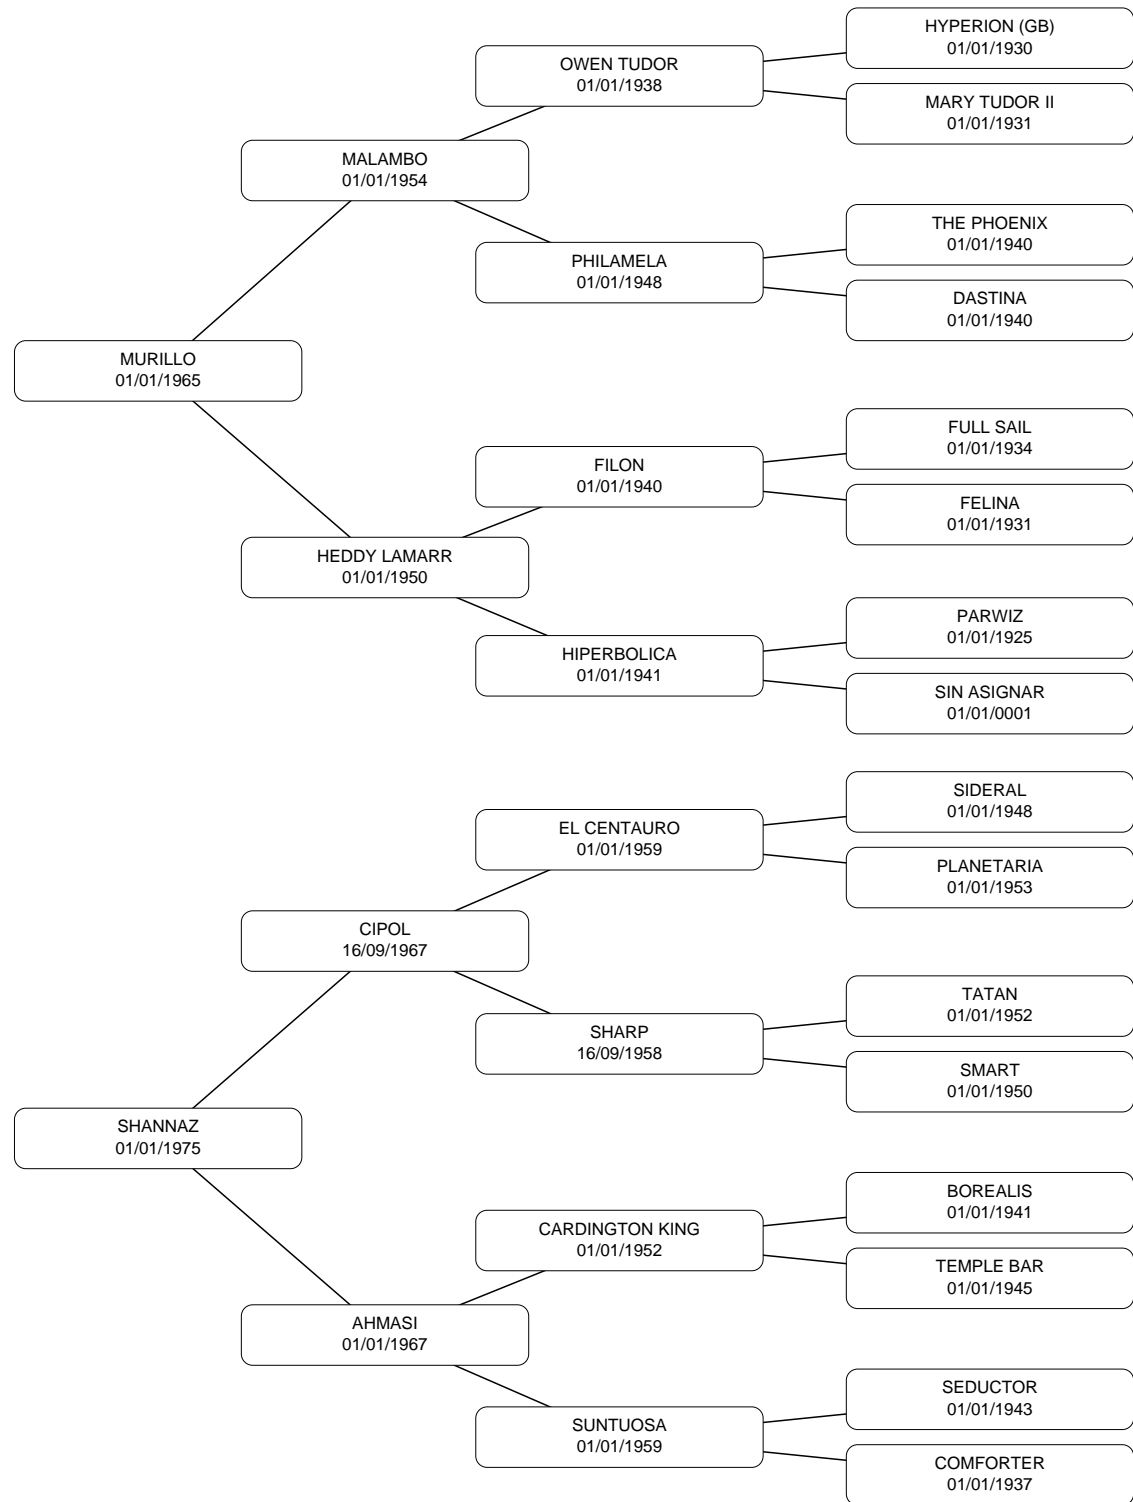 HYPERION (GB)
01/01/1930
OWEN TUDOR
01/01/1938
MARY TUDOR II
01/01/1931
MALAMBO
01/01/1954
THE PHOENIX
01/01/1940
PHILAMELA
01/01/1948
DASTINA
01/01/1940
MURILLO
01/01/1965
FULL SAIL
01/01/1934
FILON
01/01/1940
FELINA
01/01/1931
HEDDY LAMARR
01/01/1950
PARWIZ
01/01/1925
HIPERBOLICA
01/01/1941
SIN ASIGNAR
01/01/0001
SIDERAL
01/01/1948
EL CENTAURO
01/01/1959
PLANETARIA
01/01/1953
CIPOL
16/09/1967
TATAN
01/01/1952
SHARP
16/09/1958
SMART
01/01/1950
SHANNAZ
01/01/1975
BOREALIS
01/01/1941
CARDINGTON KING
01/01/1952
TEMPLE BAR
01/01/1945
AHMASI
01/01/1967
SEDUCTOR
01/01/1943
SUNTUOSA
01/01/1959
COMFORTER
01/01/1937